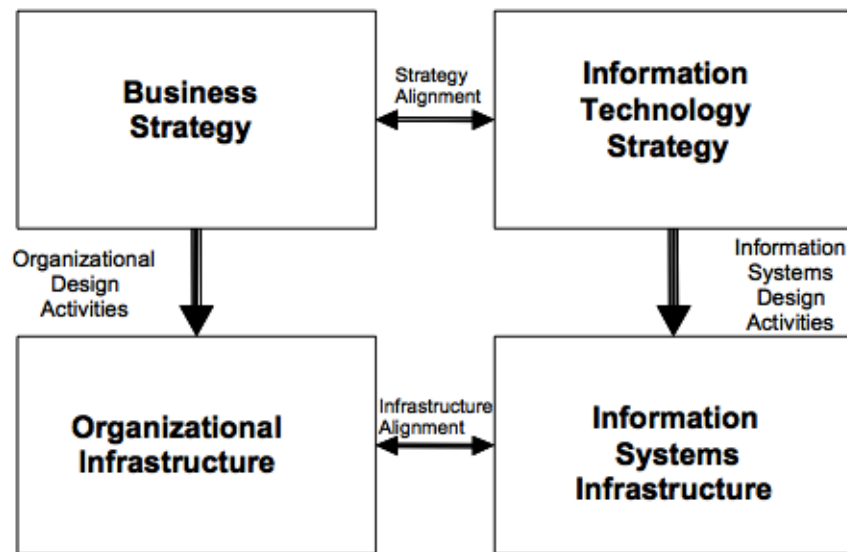 Business
Strategy
Strategy
Alignment
Information
Technology
Strategy
Organizational
Design
Activities
Information
Systems
Design
Activities
Organizational
Infrastructure
Infrastructure
Alignment
Information
Systems
Infrastructure